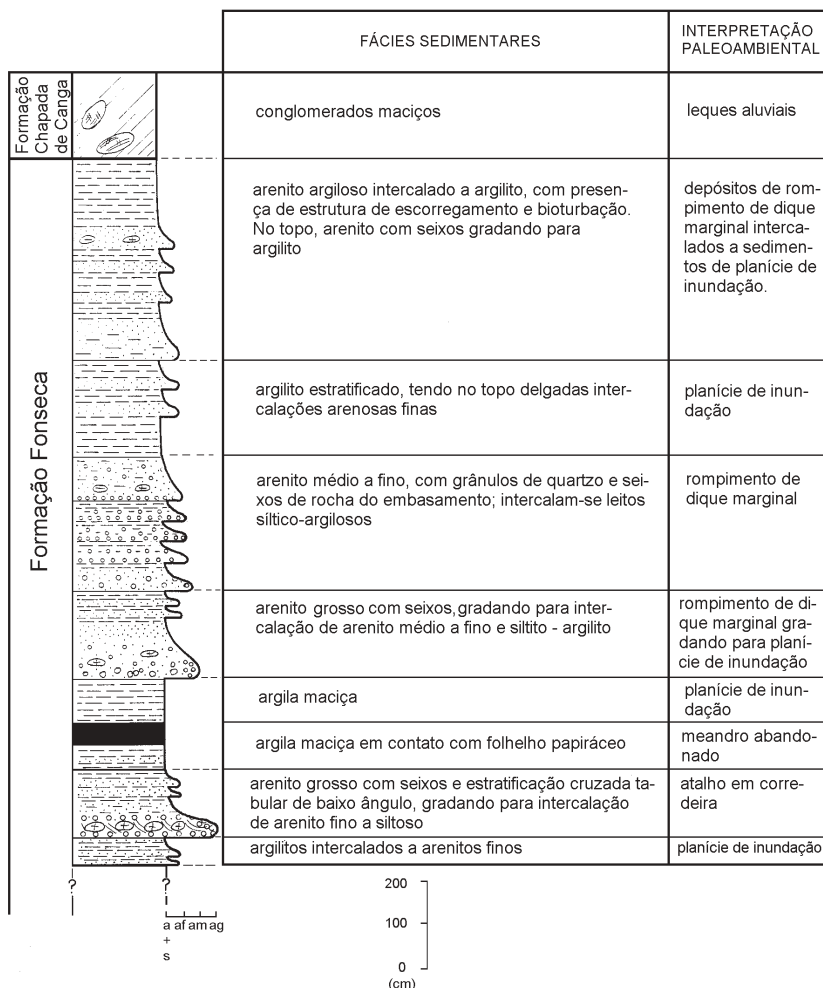 FÁCIES SEDIMENTARES
INTERPRETAÇÃO
PALEOAMBIENTAL
Formação
Chapada
de Canga
conglomerados maciços
leques aluviais
Formação Fonseca
arenito argiloso intercalado a argilito, com presen-
ça de estrutura de escorregamento e bioturbação.
No topo, arenito com seixos gradando para
argilito
depósitos de rom-
pimento de dique
marginal interca-
lados a sedimen-
tos de planície de
inundação.
argilito estratificado, tendo no topo delgadas inter-
calações arenosas finas
planície de inun-
dação
arenito médio a fino, com grânulos de quartzo e sei-
xos de rocha do embasamento; intercalam-se leitos
síltico-argilosos
rompimento de
dique marginal
arenito grosso com seixos, gradando para inter-
calação de arenito médio a fino e siltito - argilito
rompimento de di-
que marginal gra-
dando para planí-
cie de inundação
argila maciça
planície de inun-
dação
argila maciça em contato com folhelho papiráceo
meandro abando-
nado
arenito grosso com seixos e estratificação cruzada ta-
bular de baixo ângulo, gradando para intercalação
de arenito fino a siltoso
atalho em corre-
deira
argilitos intercalados a arenitos finos
planície de inundação
? ?
a af am ag
+
s
200
100
0
(cm)